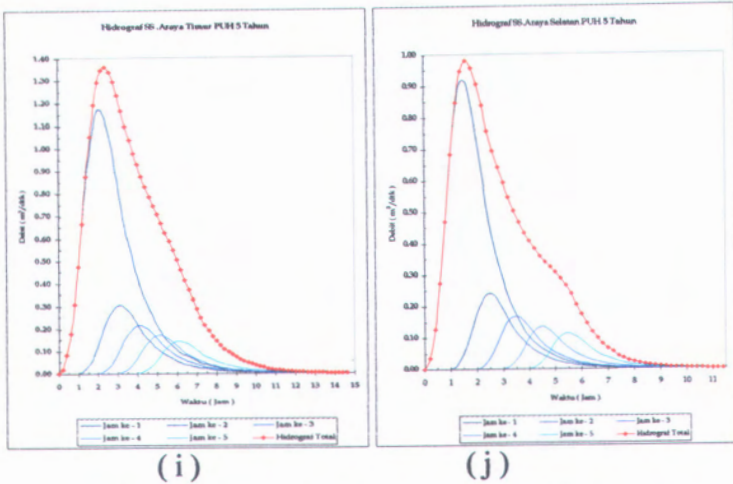 Hidrograf SS .Araya Timur PUH 5 Tahun
Debit ( m³/dtk )
1.40
1.30
1.20
1.10
1.00
0.90
0.80
0.70
0.60
0.50
0.40
0.30
0.20
0.10
0.00
0 1 2 3 4 5 6 7 8 9 10 11 12 13 14 15
Waktu ( Jam )
Jam ke - 1 Jam ke - 2 Jam ke - 3
Jam ke - 4 Jam ke - 5 Hidrograf Total
(i)
Hidrograf SS .Araya Selatan PUH 5 Tahun
Debit ( m³/dtk )
1.00
0.90
0.80
0.70
0.60
0.50
0.40
0.30
0.20
0.10
0.00
0 1 2 3 4 5 6 7 8 9 10 11
Waktu ( Jam )
Jam ke - 1 Jam ke - 2 Jam ke - 3
Jam ke - 4 Jam ke - 5 Hidrograf Total
(j)